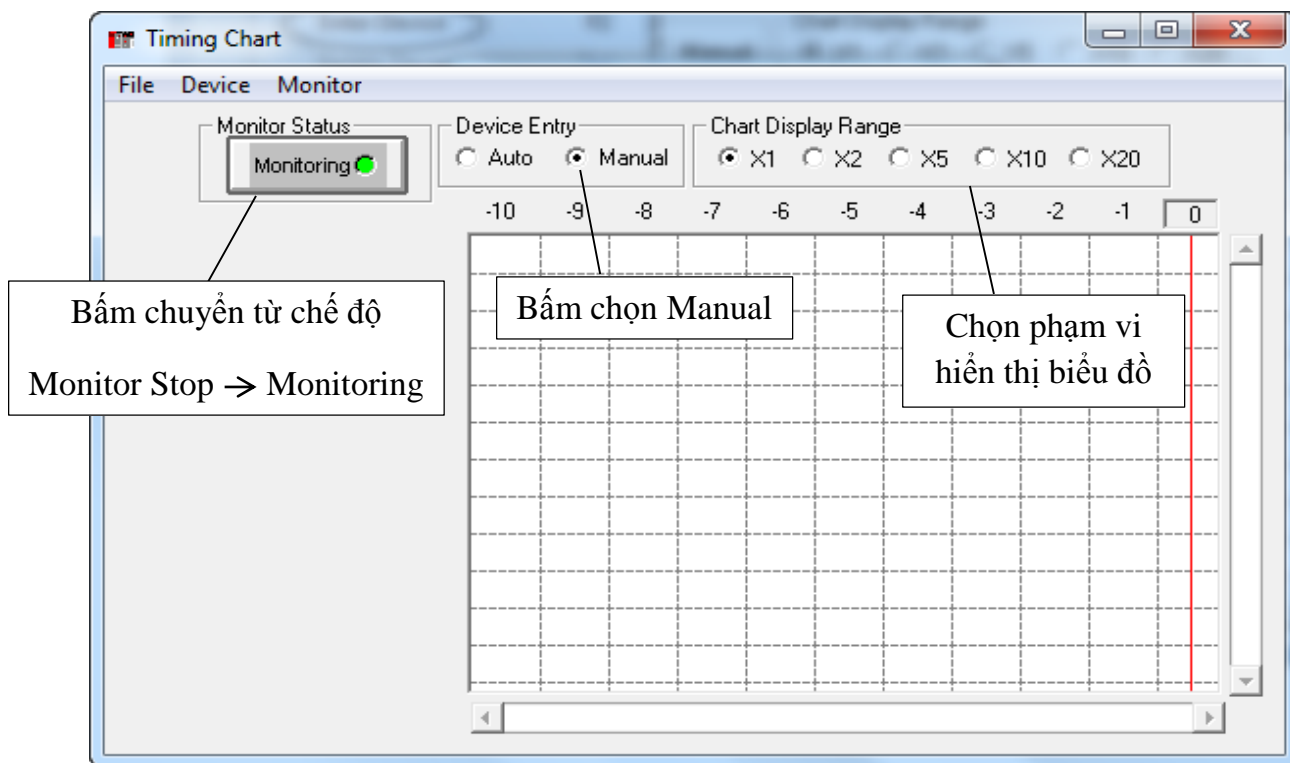 Timing Chart
File Device Monitor
Monitor Status
Device Entry
Chart Display Range
Monitoring
Auto Manual
X1 X2 X5 X10 X20
-10 -9 -8 -7 -6 -5 -4 -3 -2 -1 0
Bấm chuyển từ chế độ
Monitor Stop → Monitoring
Bấm chọn Manual
Chọn phạm vi
hiển thị biểu đồ